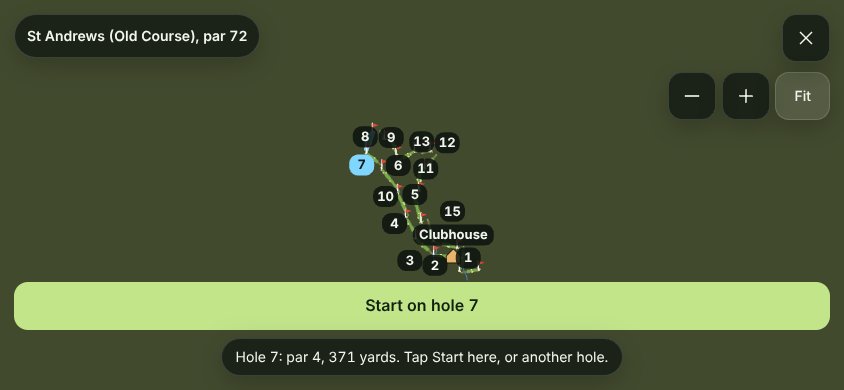 St Andrews (Old Course), par 72
Fit
8
9
13
12
7
6
11
10
5
15
4
Clubhouse
3
2
1
Start on hole 7
Hole 7: par 4, 371 yards. Tap Start here, or another hole.